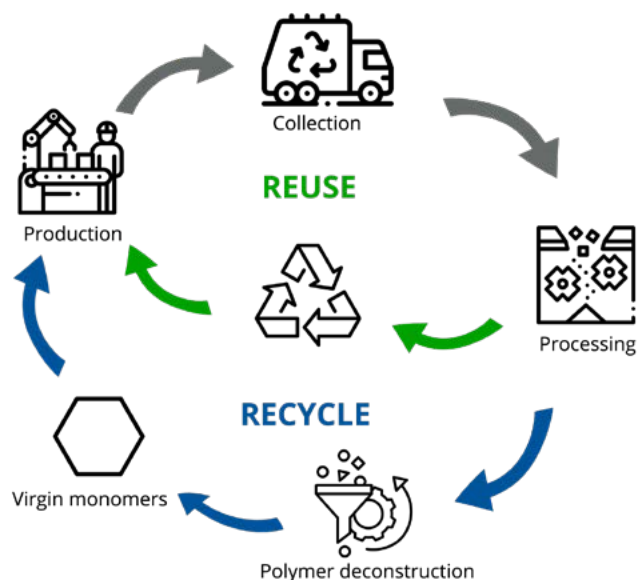 Collection
REUSE
Production
Processing
RECYCLE
Virgin monomers
Polymer deconstruction